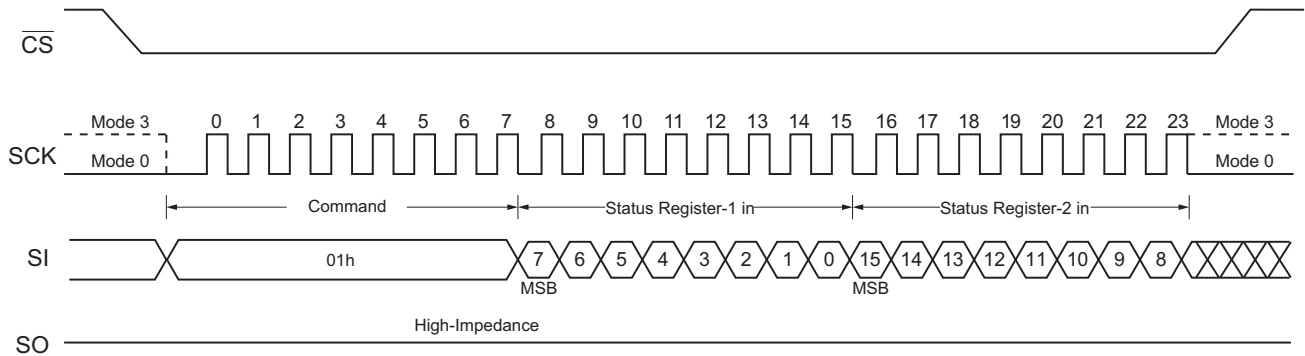 CS
Mode 3 0 1 2 3 4 5 6 7 8 9 10 11 12 13 14 15 16 17 18 19 20 21 22 23 Mode 3
SCK Mode 0 Mode 0
Command Status Register-1 in Status Register-2 in
SI 01h 7 6 5 4 3 2 1 0 15 14 13 12 11 10 9 8
MSB MSB
High-Impedance
SO